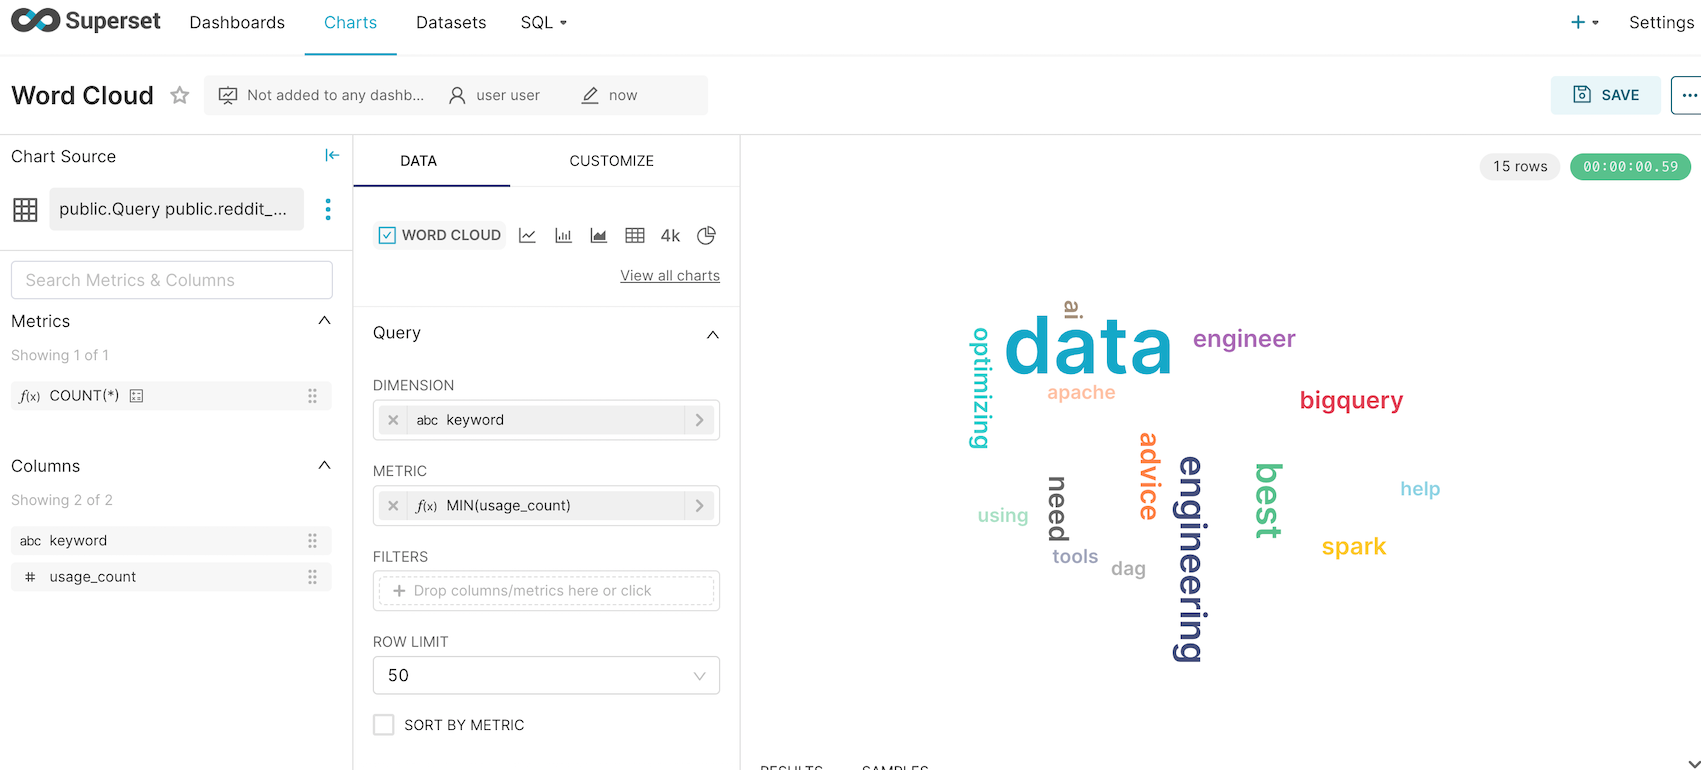 Superset Dashboards Charts Datasets SQL + Settings
Word Cloud Not added to any dashb... user user now SAVE ...
Chart Source
public.Query public.reddit_...
Search Metrics & Columns
Metrics
Showing 1 of 1
f(x) COUNT(*)
Columns
Showing 2 of 2
abc keyword
# usage_count
DATA CUSTOMIZE
WORD CLOUD 4k
View all charts
Query
DIMENSION
abc keyword
METRIC
f(x) MIN(usage_count)
FILTERS
+ Drop columns/metrics here or click
ROW LIMIT
50
SORT BY METRIC
15 rows 00:00:00.59
ai
data
engineer
optimizing
apache
bigquery
advice
engineering
best
need
help
using
spark
tools
dag
RESULTS SAMPLES